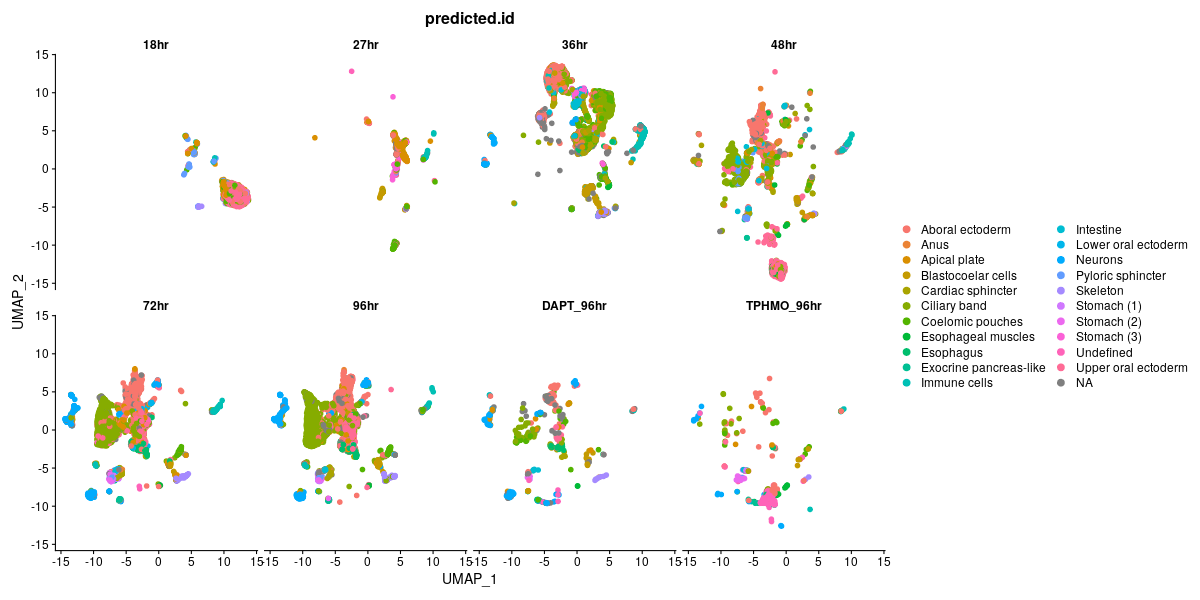 predicted.id
18hr 27hr 36hr 48hr
15
10
5
0
-5
-10
-15
UMAP_2
72hr 96hr DAPT_96hr TPHMO_96hr
15
10
5
0
-5
-10
-15
-15 -10 -5 0 5 10 15 -15 -10 -5 0 5 10 15 -15 -10 -5 0 5 10 15 -15 -10 -5 0 5 10 15
UMAP_1
Aboral ectoderm
Anus
Apical plate
Blastocoelar cells
Cardiac sphincter
Ciliary band
Coelomic pouches
Esophageal muscles
Esophagus
Exocrine pancreas-like
Immune cells
Intestine
Lower oral ectoderm
Neurons
Pyloric sphincter
Skeleton
Stomach (1)
Stomach (2)
Stomach (3)
Undefined
Upper oral ectoderm
NA